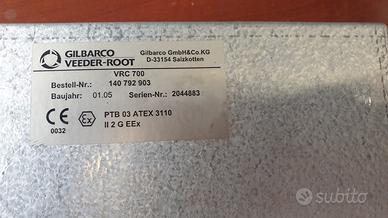 GILBARCO
VEEDER-ROOT
Gilbarco GmbH&Co.KG
D-33154 Salzkotten
VRC 700
Bestell-Nr.: 140 792 903
Baujahr: 01.05 Serien-Nr.: 2044883
CE
0032
Ex
PTB 03 ATEX 3110
II 2 G EEx
subito